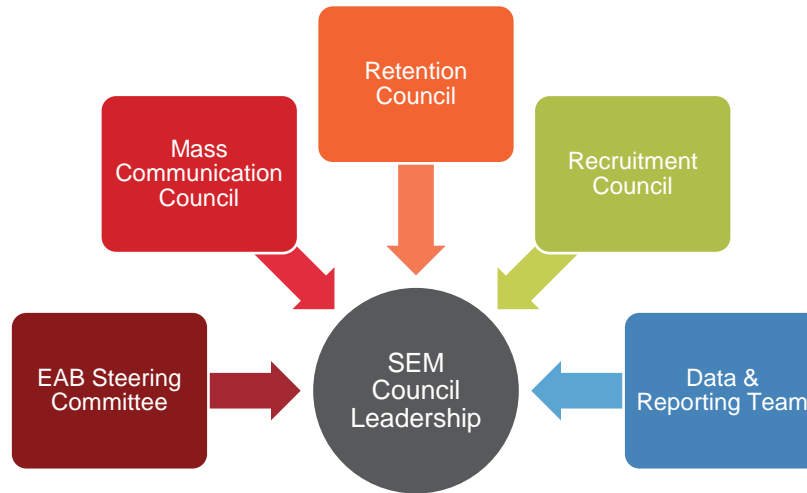 Retention
Council
Mass
Communication
Council
Recruitment
Council
EAB Steering
Committee
SEM
Council
Leadership
Data &
Reporting Team